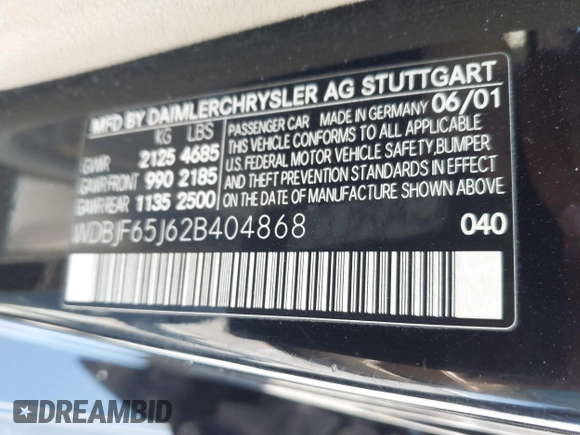 MFD BY DAIMLERCHRYSLER AG STUTTGART
KG LBS
GVWR 2125 4685
GAWR FRONT 990 2185
GAWR REAR 1135 2500
PASSENGER CAR MADE IN GERMANY 06/01
THIS VEHICLE CONFORMS TO ALL APPLICABLE
U.S. FEDERAL MOTOR VEHICLE SAFETY,BUMPER
AND THEFT PREVENTION STANDARDS IN EFFECT
ON THE DATE OF MANUFACTURE SHOWN ABOVE
WDBJF65J62B404868 040
DREAMBID